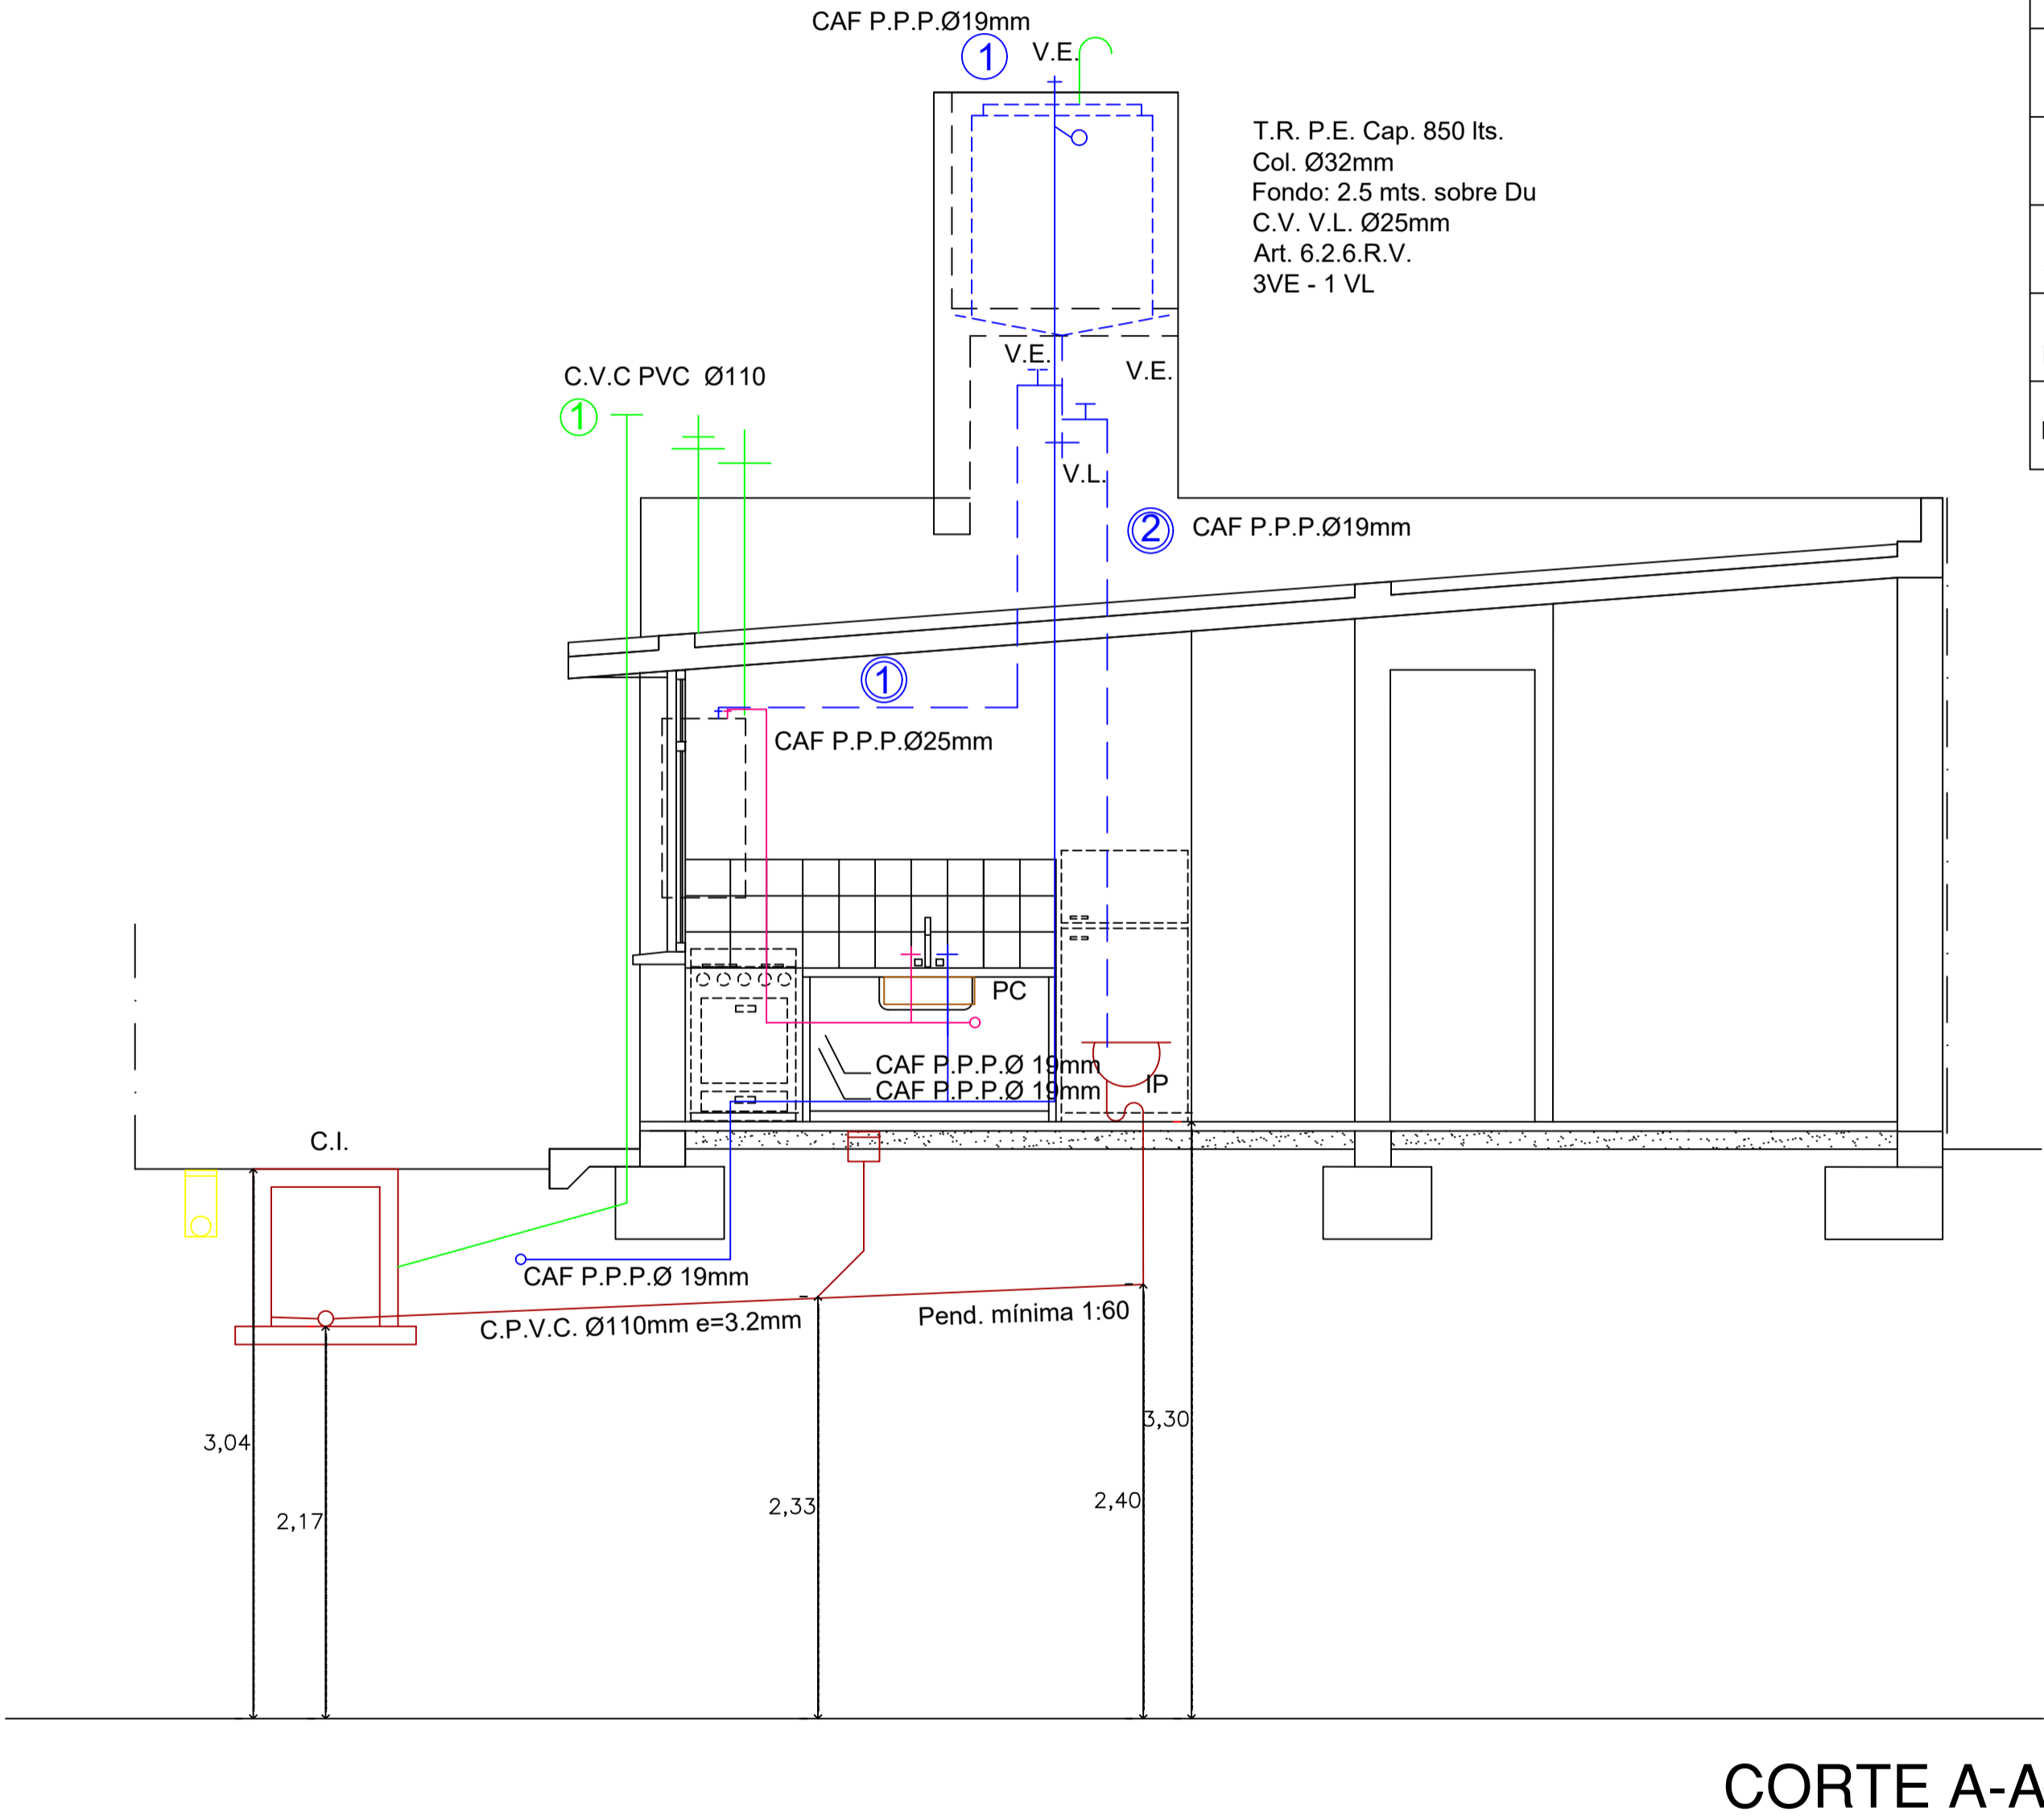 CAF P.P.P.Ø19mm
1
V.E.
T.R. P.E. Cap. 850 lts.
Col. Ø32mm
Fondo: 2.5 mts. sobre Du
C.V. V.L. Ø25mm
Art. 6.2.6.R.V.
3VE - 1 VL
V.E.
V.E.
C.V.C PVC Ø110
1
V.L.
2
CAF P.P.P.Ø19mm
1
CAF P.P.P.Ø25mm
PC
CAF P.P.P.Ø 19mm
CAF P.P.P.Ø 19mm
IP
C.I.
CAF P.P.P.Ø 19mm
C.P.V.C. Ø110mm e=3.2mm
Pend. mínima 1:60
3,04
2,17
2,33
2,40
3,30
CORTE A-A